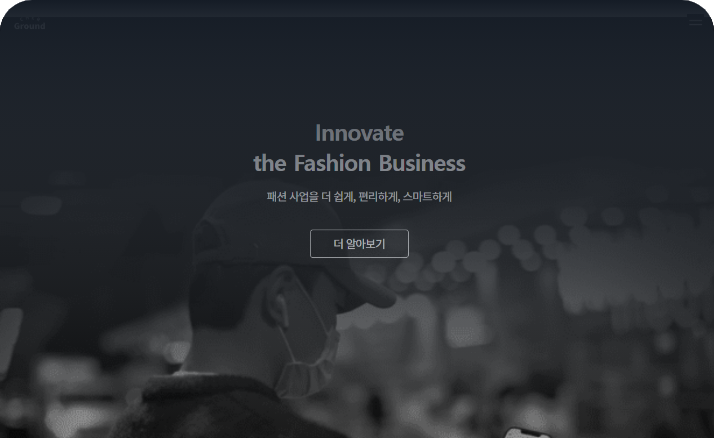 Ground
Innovate
the Fashion Business
패션 사업을 더 쉽게, 편리하게, 스마트하게
더 알아보기